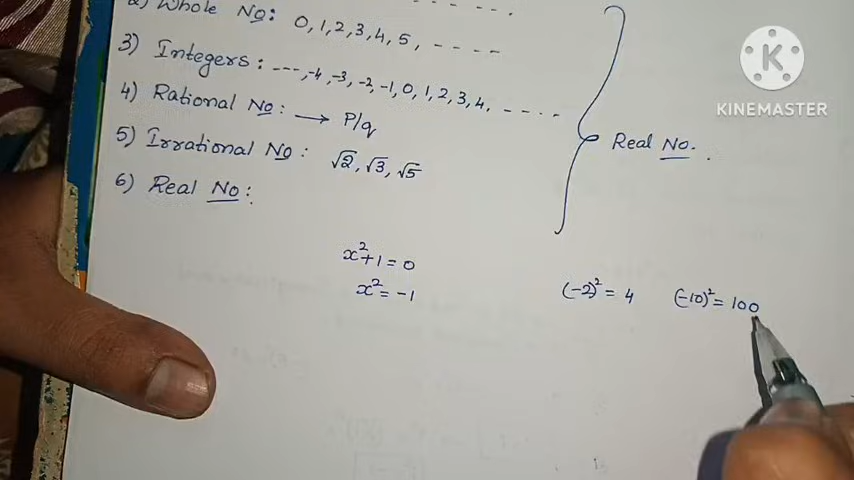 2) Whole No: 0, 1, 2, 3, 4, 5, - - - -
3) Integers : ---, -4, -3, -2, -1, 0, 1, 2, 3, 4, - - - - -
4) Rational No : → P/q
5) Irrational No : √2, √3, √5
6) Real No :
Real No.
x²+1 = 0
x² = -1
(-2)² = 4
(-10)² = 100
KINEMASTER